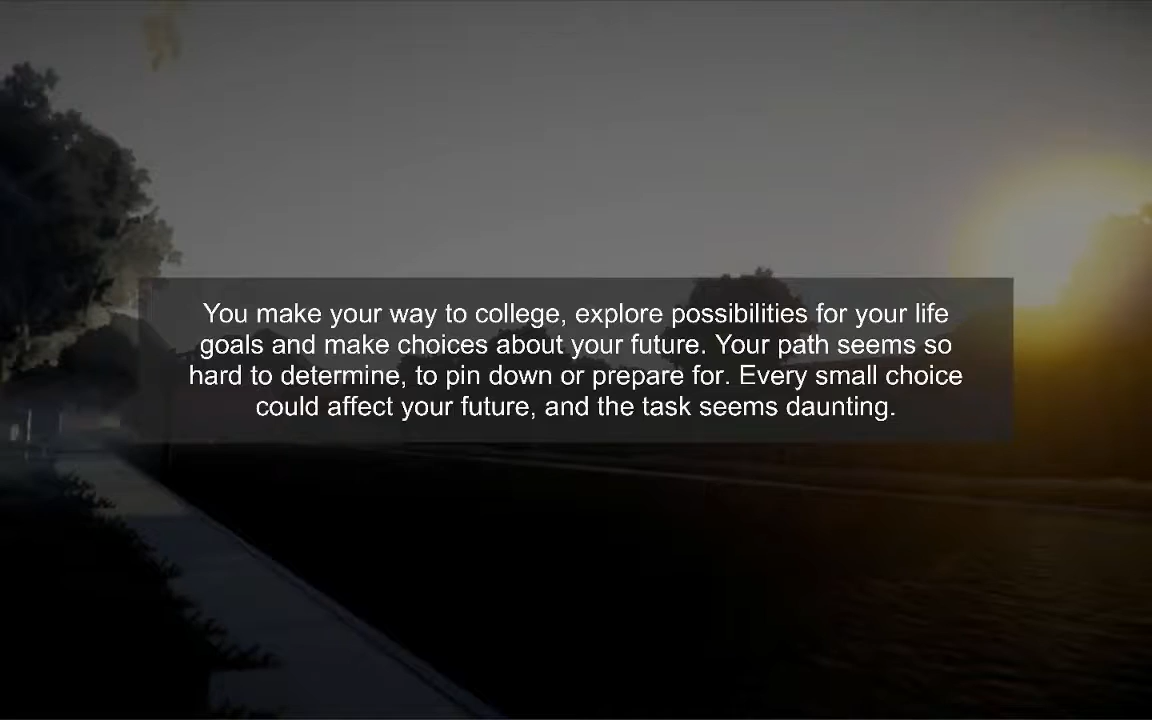 You make your way to college, explore possibilities for your life
goals and make choices about your future. Your path seems so
hard to determine, to pin down or prepare for. Every small choice
could affect your future, and the task seems daunting.